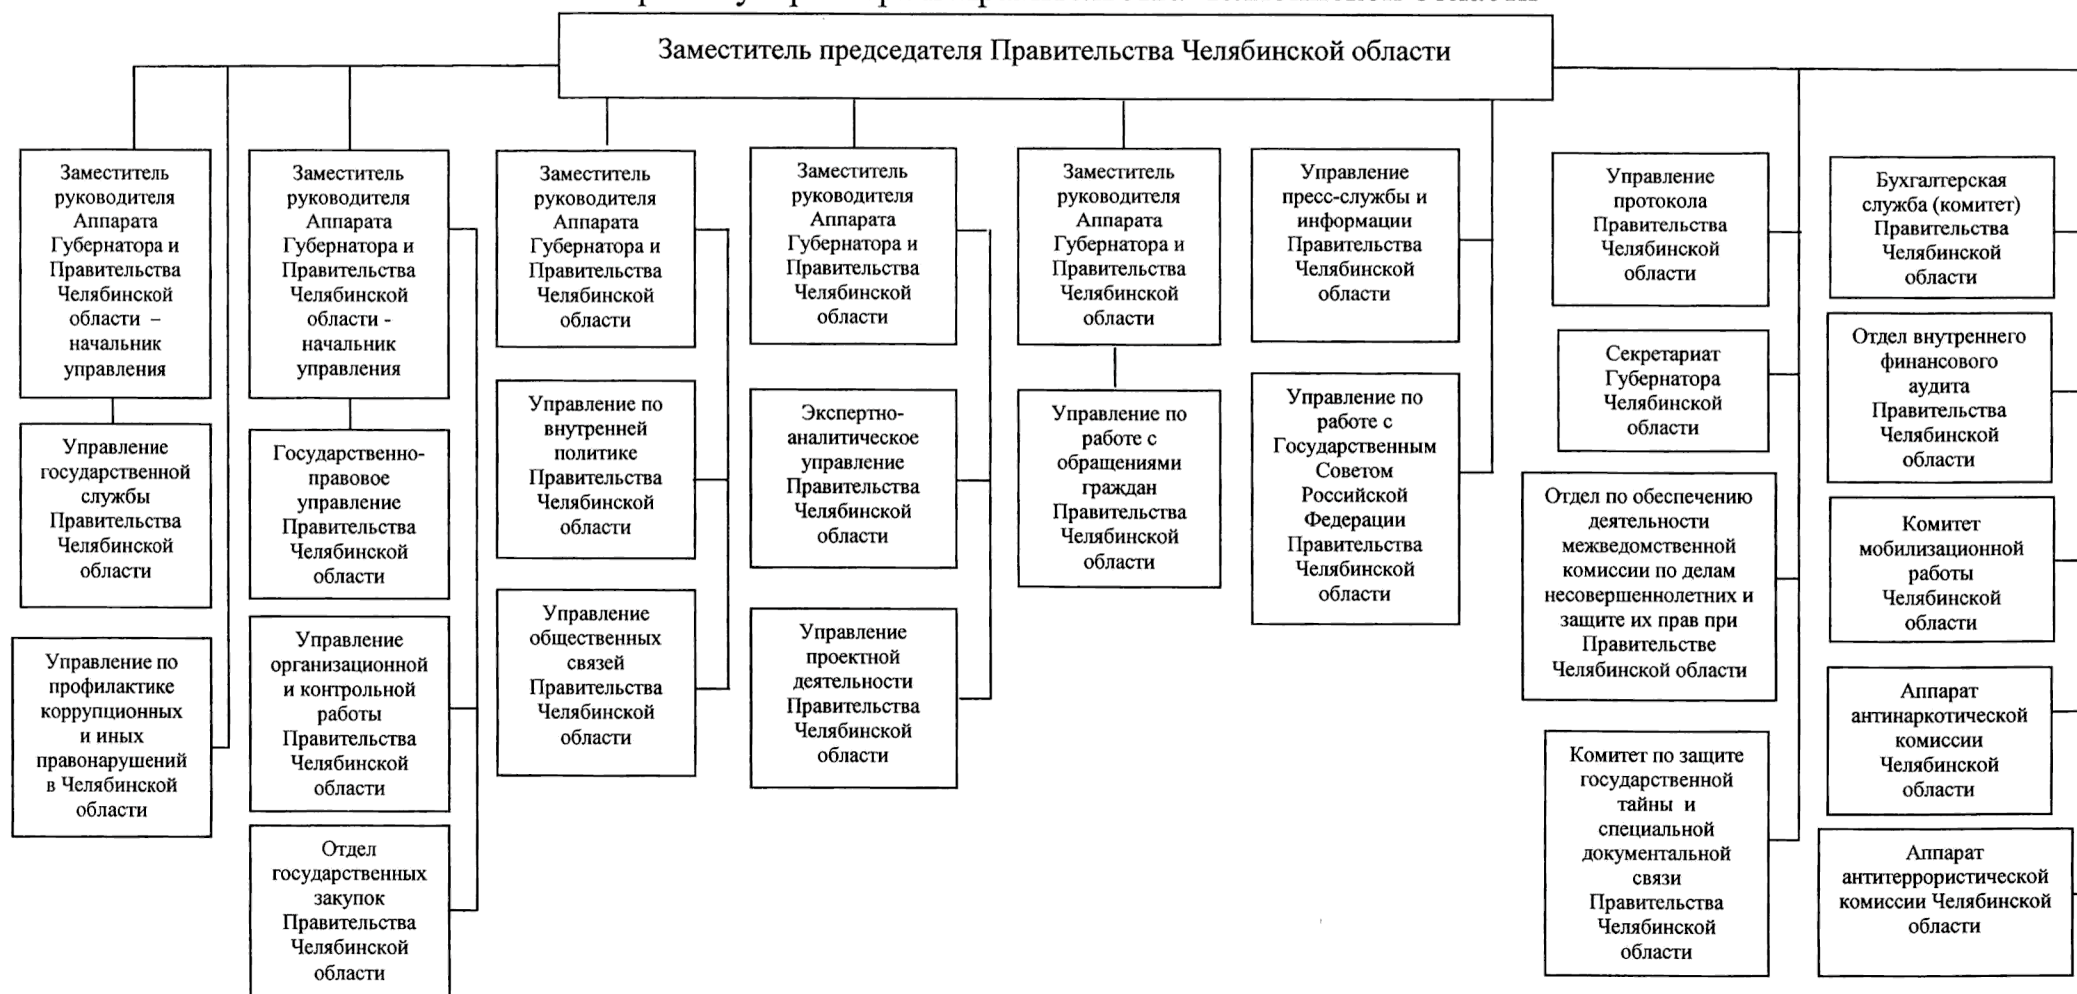 Заместитель председателя Правительства Челябинской области
Заместитель
руководителя
Аппарата
Губернатора и
Правительства
Челябинской
области –
начальник
управления
Управление
государственной
службы
Правительства
Челябинской
области
Управление по
профилактике
коррупционных
и иных
правонарушений
в Челябинской
области
Заместитель
руководителя
Аппарата
Губернатора и
Правительства
Челябинской
области -
начальник
управления
Государственно-
правовое
управление
Правительства
Челябинской
области
Управление
организационной
и контрольной
работы
Правительства
Челябинской
области
Отдел
государственных
закупок
Правительства
Челябинской
области
Заместитель
руководителя
Аппарата
Губернатора и
Правительства
Челябинской
области
Управление по
внутренней
политике
Правительства
Челябинской
области
Управление
общественных
связей
Правительства
Челябинской
области
Заместитель
руководителя
Аппарата
Губернатора и
Правительства
Челябинской
области
Экспертно-
аналитическое
управление
Правительства
Челябинской
области
Управление
проектной
деятельности
Правительства
Челябинской
области
Заместитель
руководителя
Аппарата
Губернатора и
Правительства
Челябинской
области
Управление по
работе с
обращениями
граждан
Правительства
Челябинской
области
Управление
пресс-службы и
информации
Правительства
Челябинской
области
Управление по
работе с
Государственным
Советом
Российской
Федерации
Правительства
Челябинской
области
Управление
протокола
Правительства
Челябинской
области
Секретариат
Губернатора
Челябинской
области
Отдел по обеспечению
деятельности
межведомственной
комиссии по делам
несовершеннолетних и
защите их прав при
Правительстве
Челябинской области
Комитет по защите
государственной
тайны и
специальной
документальной
связи
Правительства
Челябинской
области
Бухгалтерская
служба (комитет)
Правительства
Челябинской
области
Отдел внутреннего
финансового
аудита
Правительства
Челябинской
области
Комитет
мобилизационной
работы
Челябинской
области
Аппарат
антинаркотической
комиссии
Челябинской
области
Аппарат
антитеррористической
комиссии Челябинской
области